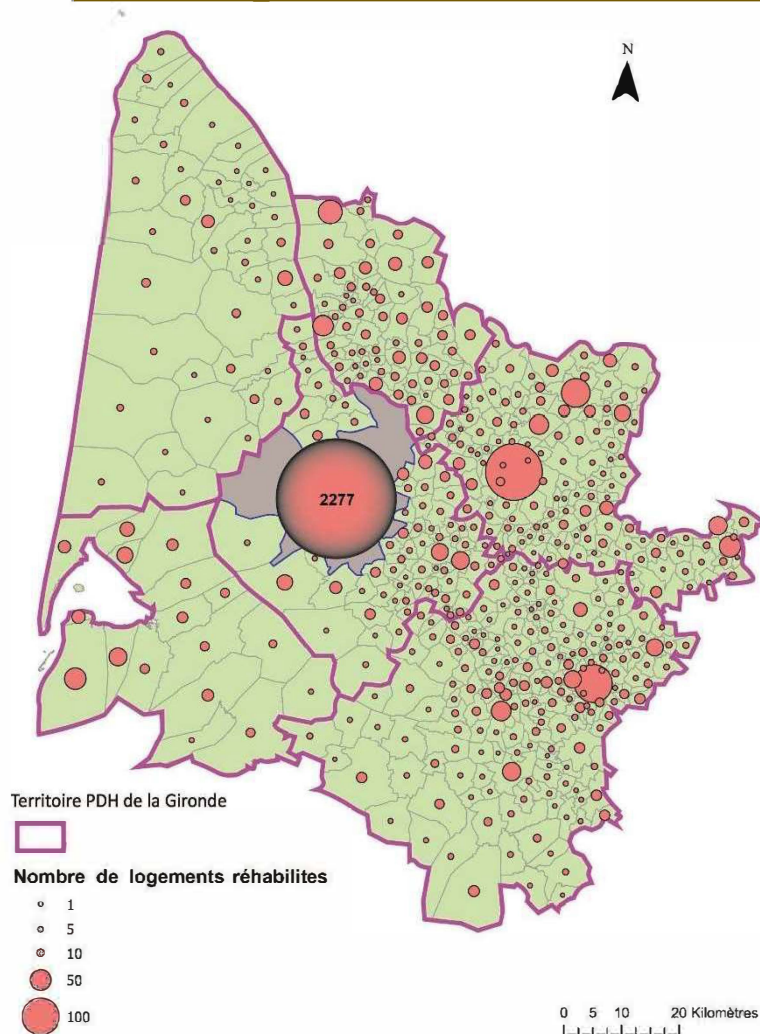 N
2277
Territoire PDH de la Gironde
Nombre de logements réhabilites
1
5
10
50
100
0 5 10 20 Kilomètres